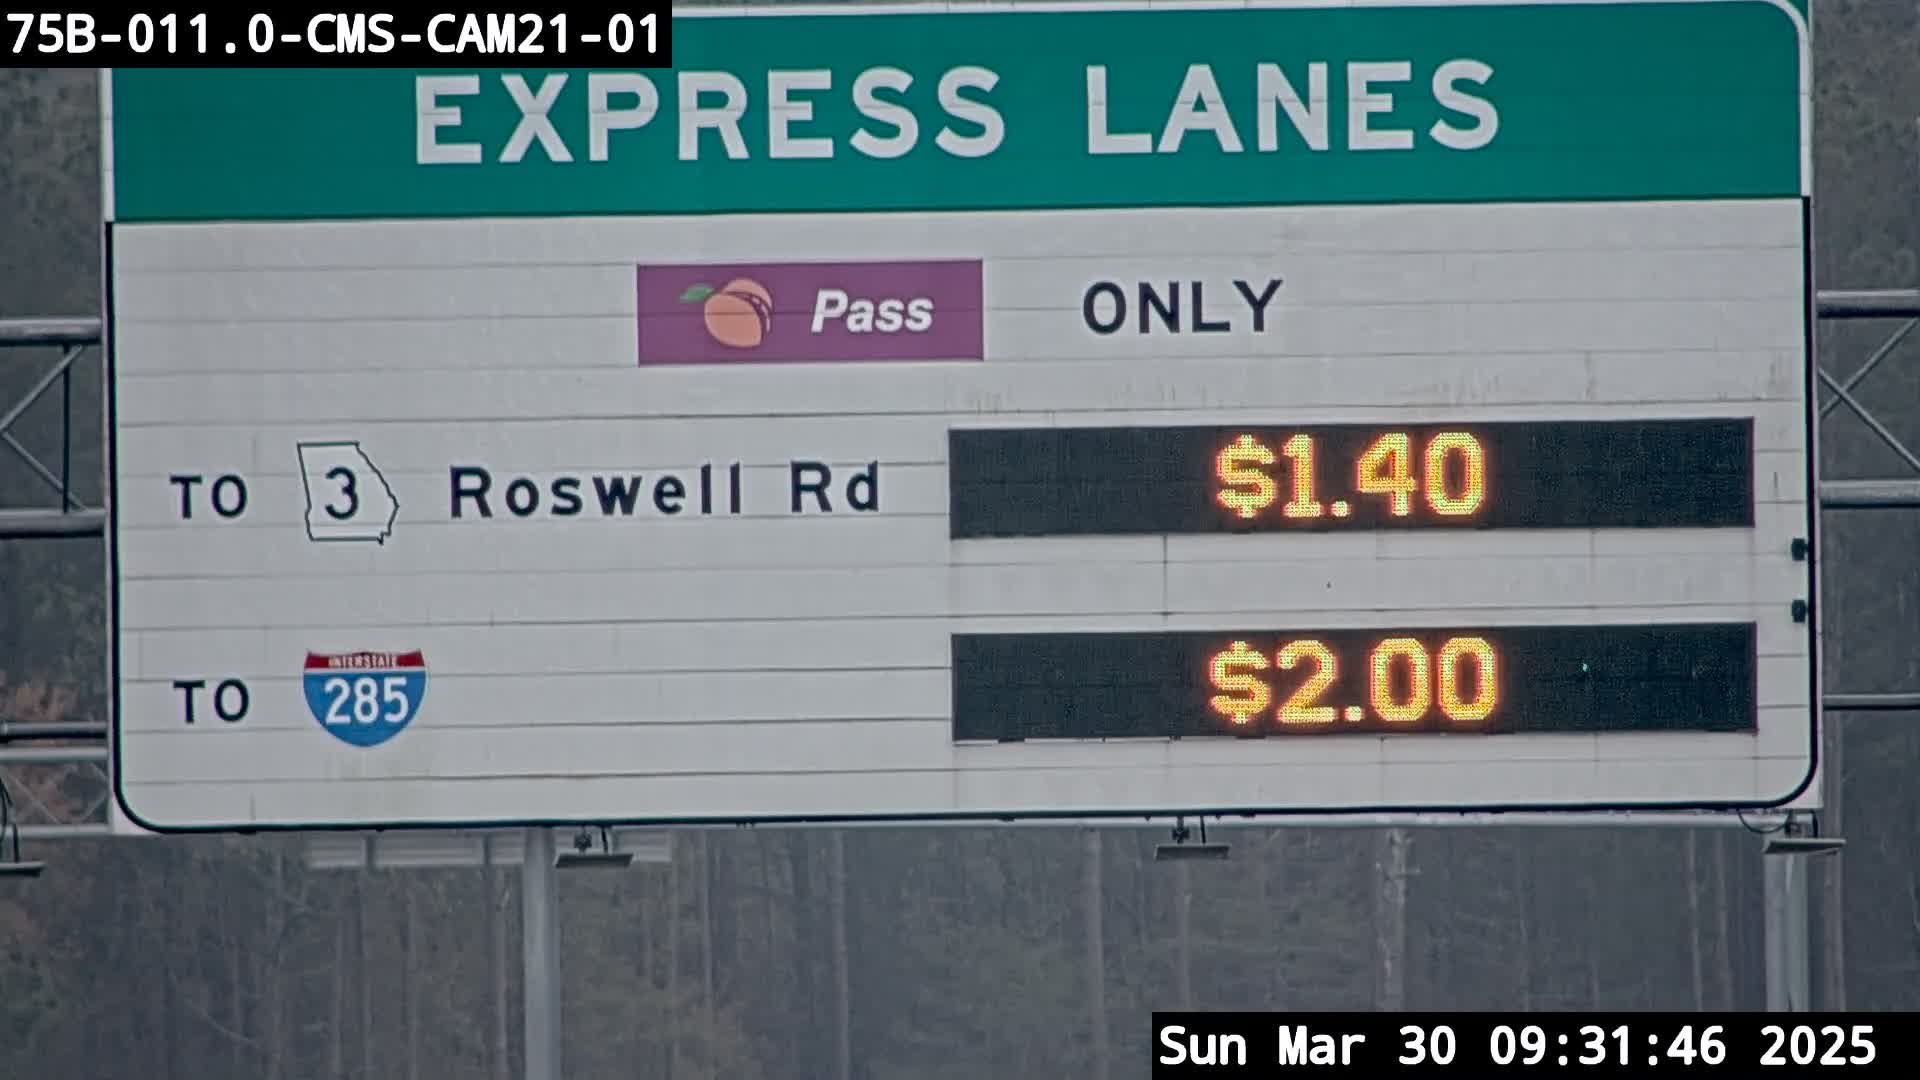 75B-011.0-CMS-CAM21-01
EXPRESS LANES
Pass ONLY
TO 3 Roswell Rd $1.40
TO INTERSTATE 285 $2.00
Sun Mar 30 09:31:46 2025